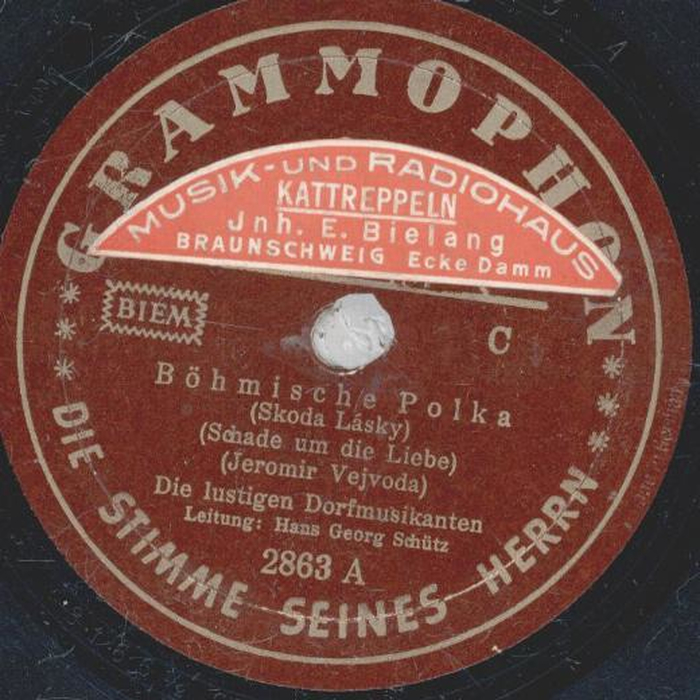 GRAMMOPHON
MUSIK-UND RADIOHAUS
KATTREPPELN
Jnh. E. Bielang
BRAUNSCHWEIG Ecke Damm
BIEM
C
Böhmische Polka
(Skoda Lásky)
(Schade um die Liebe)
(Jeromir Vejvoda)
Die lustigen Dorfmusikanten
Leitung: Hans Georg Schütz
2863 A
DIE STIMME SEINES HERRN